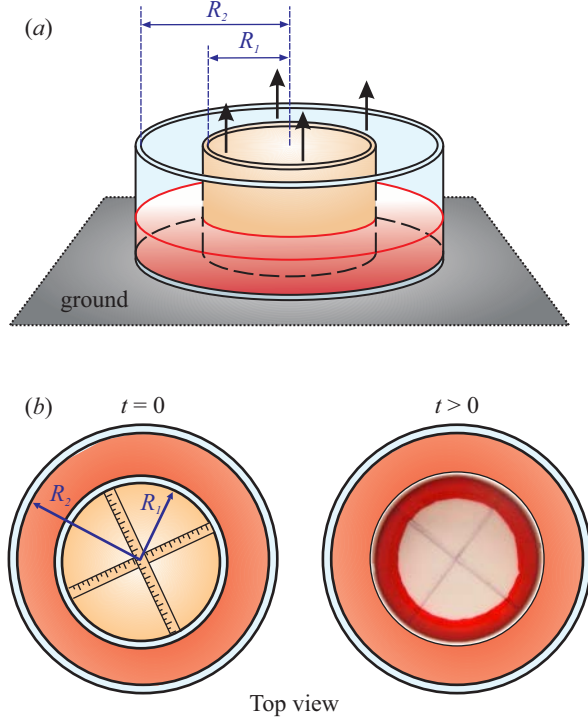 (a)
R₂
R₁
ground
(b)
t = 0
t > 0
R₂
R₁
Top view